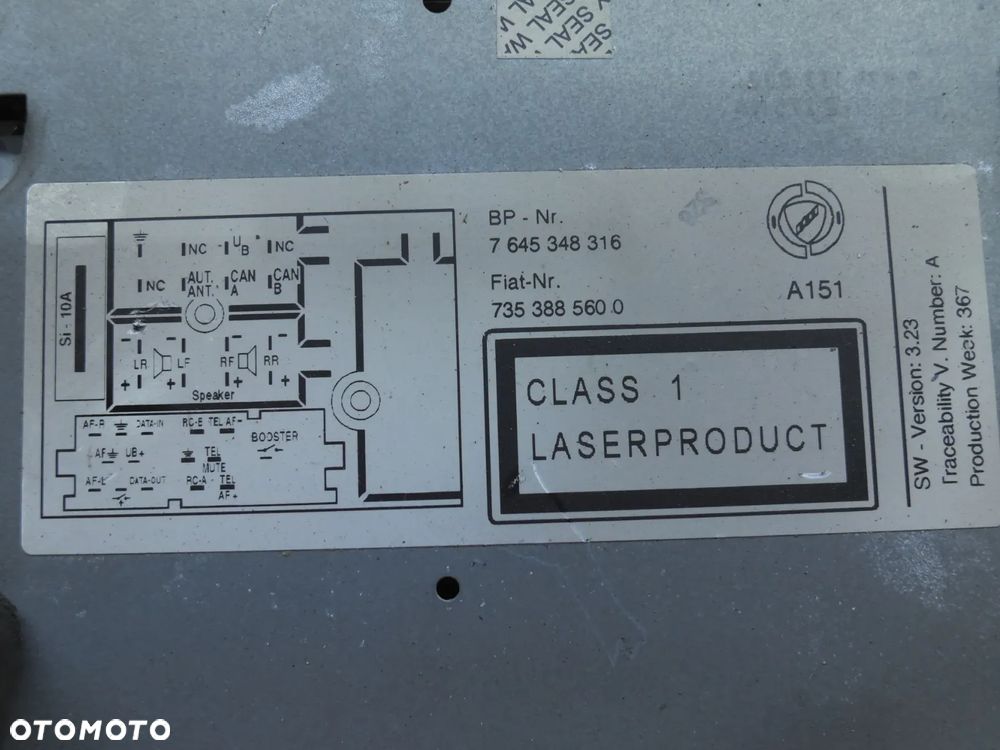 SEAL
SEAL W
SEA
Si - 10A
NC
U
B
NC
NC
AUT.
ANT.
CAN
A
CAN
B
- - - -
LR LF RF RR
+ + + +
Speaker
AF-R DATA-IN RC-E TEL AF-
BOOSTER
AF UB+ TEL
MUTE
AF-L DATA-OUT RC-A - TEL
AF +
BP - Nr.
7 645 348 316
Fiat-Nr.
735 388 560 0
A151
CLASS 1
LASERPRODUCT
SW - Version: 3.23
Traceability V. Number: A
Production Week: 367
OTOMOTO